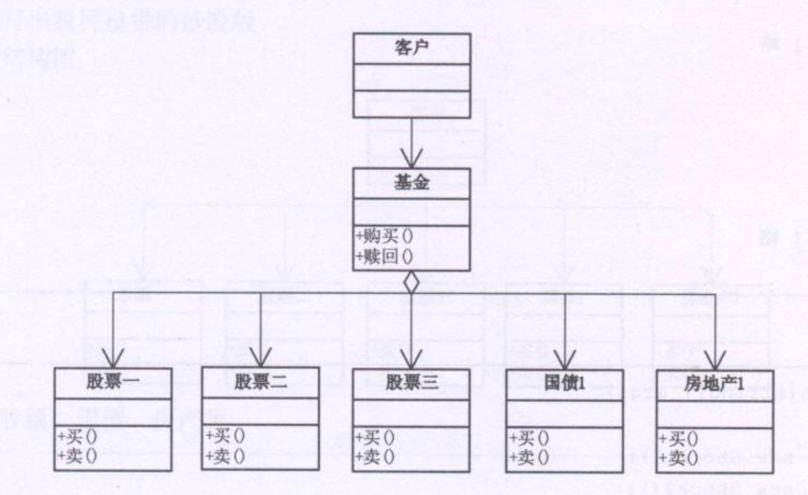 客户
基金
+购买()
+赎回()
股票一 股票二 股票三 国债1 房地产1
+买() +买() +买() +买() +买()
+卖() +卖() +卖() +卖() +卖()